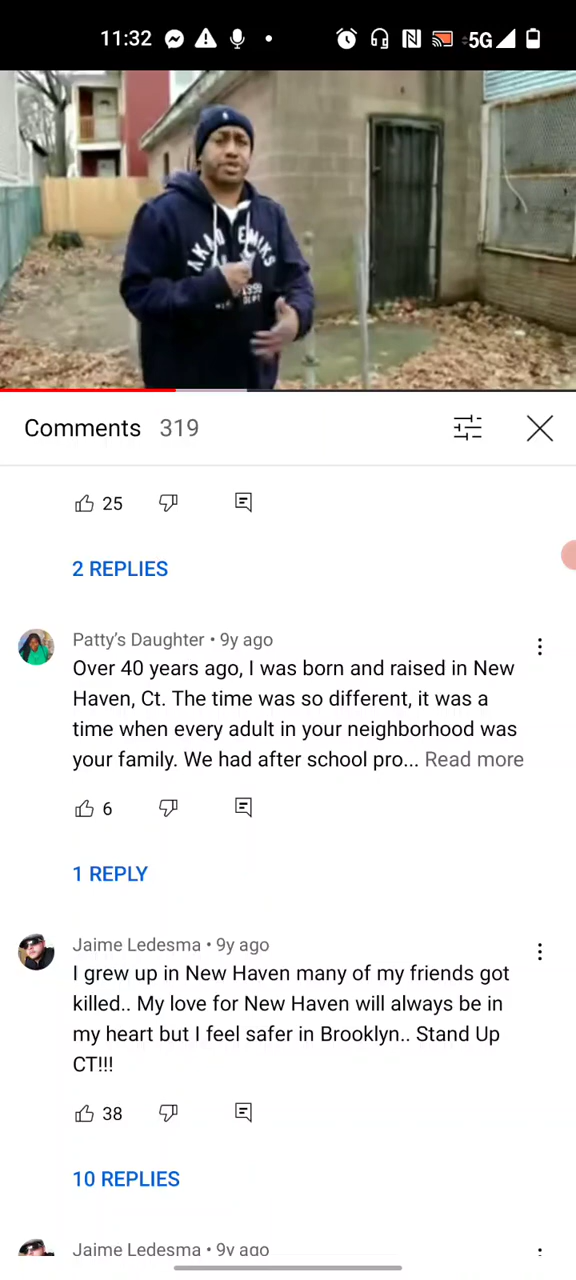 11:32
5G
AKADEMIKS
1999
Comments 319
25
2 REPLIES
Patty’s Daughter • 9y ago
Over 40 years ago, I was born and raised in New
Haven, Ct. The time was so different, it was a
time when every adult in your neighborhood was
your family. We had after school pro... Read more
6
1 REPLY
Jaime Ledesma • 9y ago
I grew up in New Haven many of my friends got
killed.. My love for New Haven will always be in
my heart but I feel safer in Brooklyn.. Stand Up
CT!!!
38
10 REPLIES
Jaime Ledesma • 9y ago